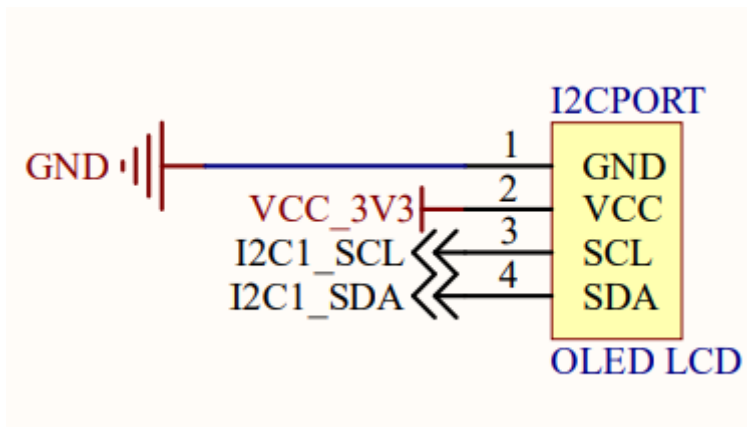 I2CPORT
GND 1 GND
VCC_3V3 2 VCC
I2C1_SCL 3 SCL
I2C1_SDA 4 SDA
OLED LCD